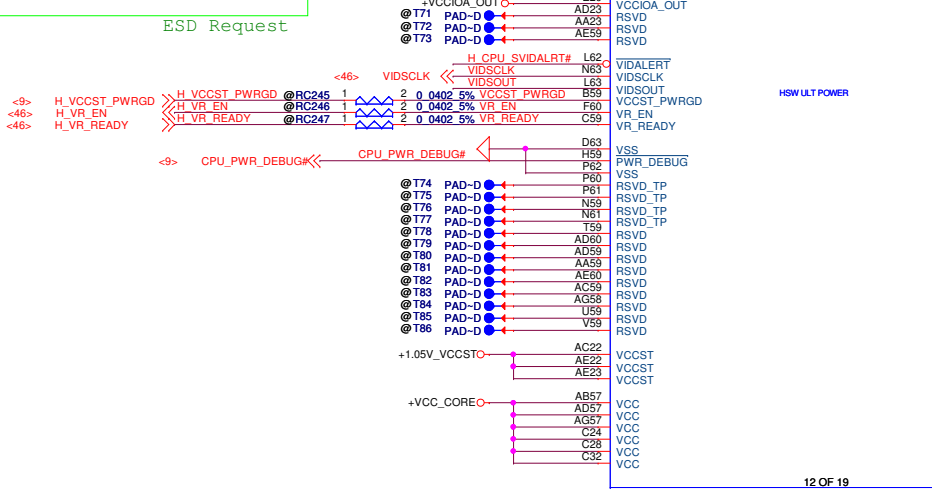 +VCCIOA_OUT VCCIOA_OUT
@T71 PAD~D AD23 RSVD
@T72 PAD~D AA23 RSVD
@T73 PAD~D AE59 RSVD
ESD Request
H_CPU_SVIDALRT# L62 VIDALERT
<46> VIDSCLK VIDSCLK N63 VIDSCLK
VIDSOUT L63 VIDSOUT
<9> H_VCCST_PWRGD H_VCCST_PWRGD @RC245 1 2 0_0402_5% VCCST_PWRGD B59 VCCST_PWRGD
<46> H_VR_EN H_VR_EN @RC246 1 2 0_0402_5% VR_EN F60 VR_EN
<46> H_VR_READY H_VR_READY @RC247 1 2 0_0402_5% VR_READY C59 VR_READY
HSW ULT POWER
D63 VSS
<9> CPU_PWR_DEBUG# CPU_PWR_DEBUG# H59 PWR_DEBUG
P62 VSS
@T74 PAD~D P60 RSVD_TP
@T75 PAD~D P61 RSVD_TP
@T76 PAD~D N59 RSVD_TP
@T77 PAD~D N61 RSVD_TP
@T78 PAD~D T59 RSVD
@T79 PAD~D AD60 RSVD
@T80 PAD~D AD59 RSVD
@T81 PAD~D AA59 RSVD
@T82 PAD~D AE60 RSVD
@T83 PAD~D AC59 RSVD
@T84 PAD~D AG58 RSVD
@T85 PAD~D U59 RSVD
@T86 PAD~D V59 RSVD
+1.05V_VCCST AC22 VCCST
AE22 VCCST
AE23 VCCST
+VCC_CORE AB57 VCC
AD57 VCC
AG57 VCC
C24 VCC
C28 VCC
C32 VCC
12 OF 19